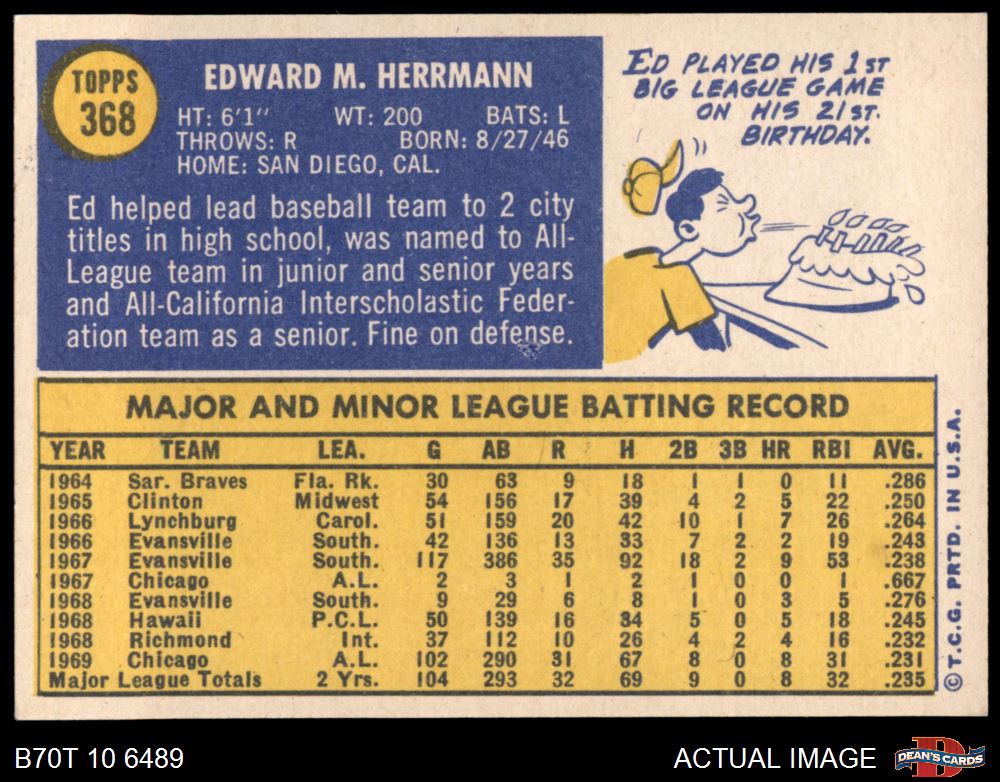 TOPPS
368
EDWARD M. HERRMANN
HT: 6'1" WT: 200 BATS: L
THROWS: R BORN: 8/27/46
HOME: SAN DIEGO, CAL.
Ed helped lead baseball team to 2 city
titles in high school, was named to All-
League team in junior and senior years
and All-California Interscholastic Feder-
ation team as a senior. Fine on defense.
ED PLAYED HIS 1ST
BIG LEAGUE GAME
ON HIS 21ST.
BIRTHDAY.
MAJOR AND MINOR LEAGUE BATTING RECORD
YEAR TEAM LEA. G AB R H 2B 3B HR RBI AVG.
1964 Sar. Braves Fla. Rk. 30 63 9 18 1 1 0 11 .286
1965 Clinton Midwest 54 156 17 39 4 2 5 22 .250
1966 Lynchburg Carol. 51 159 20 42 10 1 7 26 .264
1966 Evansville South. 42 136 13 33 7 2 2 19 .243
1967 Evansville South. 117 386 35 92 18 2 9 53 .238
1967 Chicago A.L. 2 3 1 2 1 0 0 1 .667
1968 Evansville South. 9 29 6 8 1 0 3 5 .276
1968 Hawaii P.C.L. 50 139 16 34 5 0 5 18 .245
1968 Richmond Int. 37 112 10 26 4 2 4 16 .232
1969 Chicago A.L. 102 290 31 67 8 0 8 31 .231
Major League Totals 2 Yrs. 104 293 32 69 9 0 8 32 .235
©T.C.G. PRTD. IN U.S.A.
B70T 10 6489
ACTUAL IMAGE
D
DEAN'S CARDS